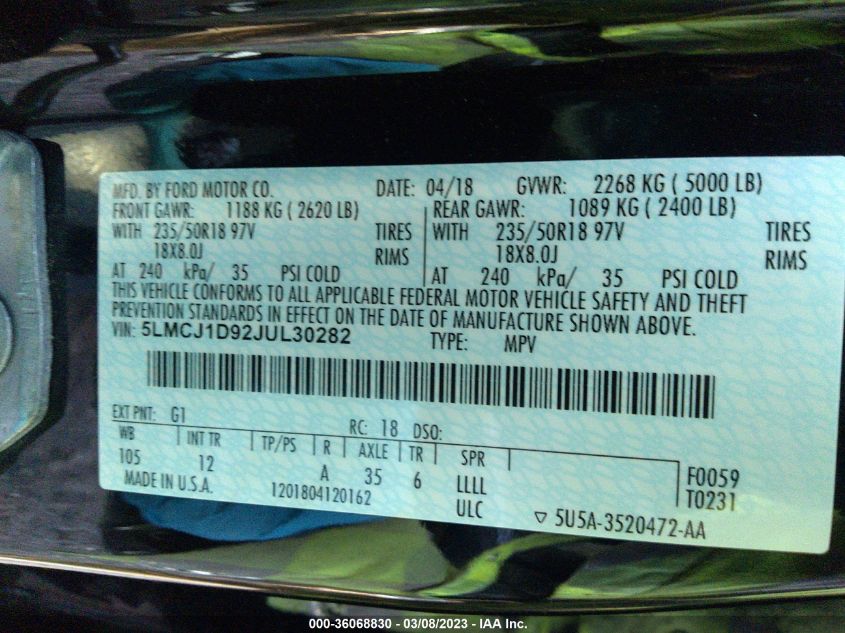 MFD. BY FORD MOTOR CO. DATE: 04/18 GVWR: 2268 KG ( 5000 LB)
FRONT GAWR: 1188 KG ( 2620 LB) REAR GAWR: 1089 KG ( 2400 LB)
WITH 235/50R18 97V TIRES WITH 235/50R18 97V TIRES
18X8.0J RIMS 18X8.0J RIMS
AT 240 kPa/ 35 PSI COLD AT 240 kPa/ 35 PSI COLD
THIS VEHICLE CONFORMS TO ALL APPLICABLE FEDERAL MOTOR VEHICLE SAFETY AND THEFT
PREVENTION STANDARDS IN EFFECT ON THE DATE OF MANUFACTURE SHOWN ABOVE.
VIN: 5LMCJ1D92JUL30282 TYPE: MPV
EXT PNT: G1 RC: 18 DSO:
WB INT TR TP/PS R AXLE TR SPR
105 12 A 35 6 LLLL F0059
MADE IN U.S.A. 1201804120162 ULC T0231
▽ 5U5A-3520472-AA
000-36068830 - 03/08/2023 - IAA Inc.